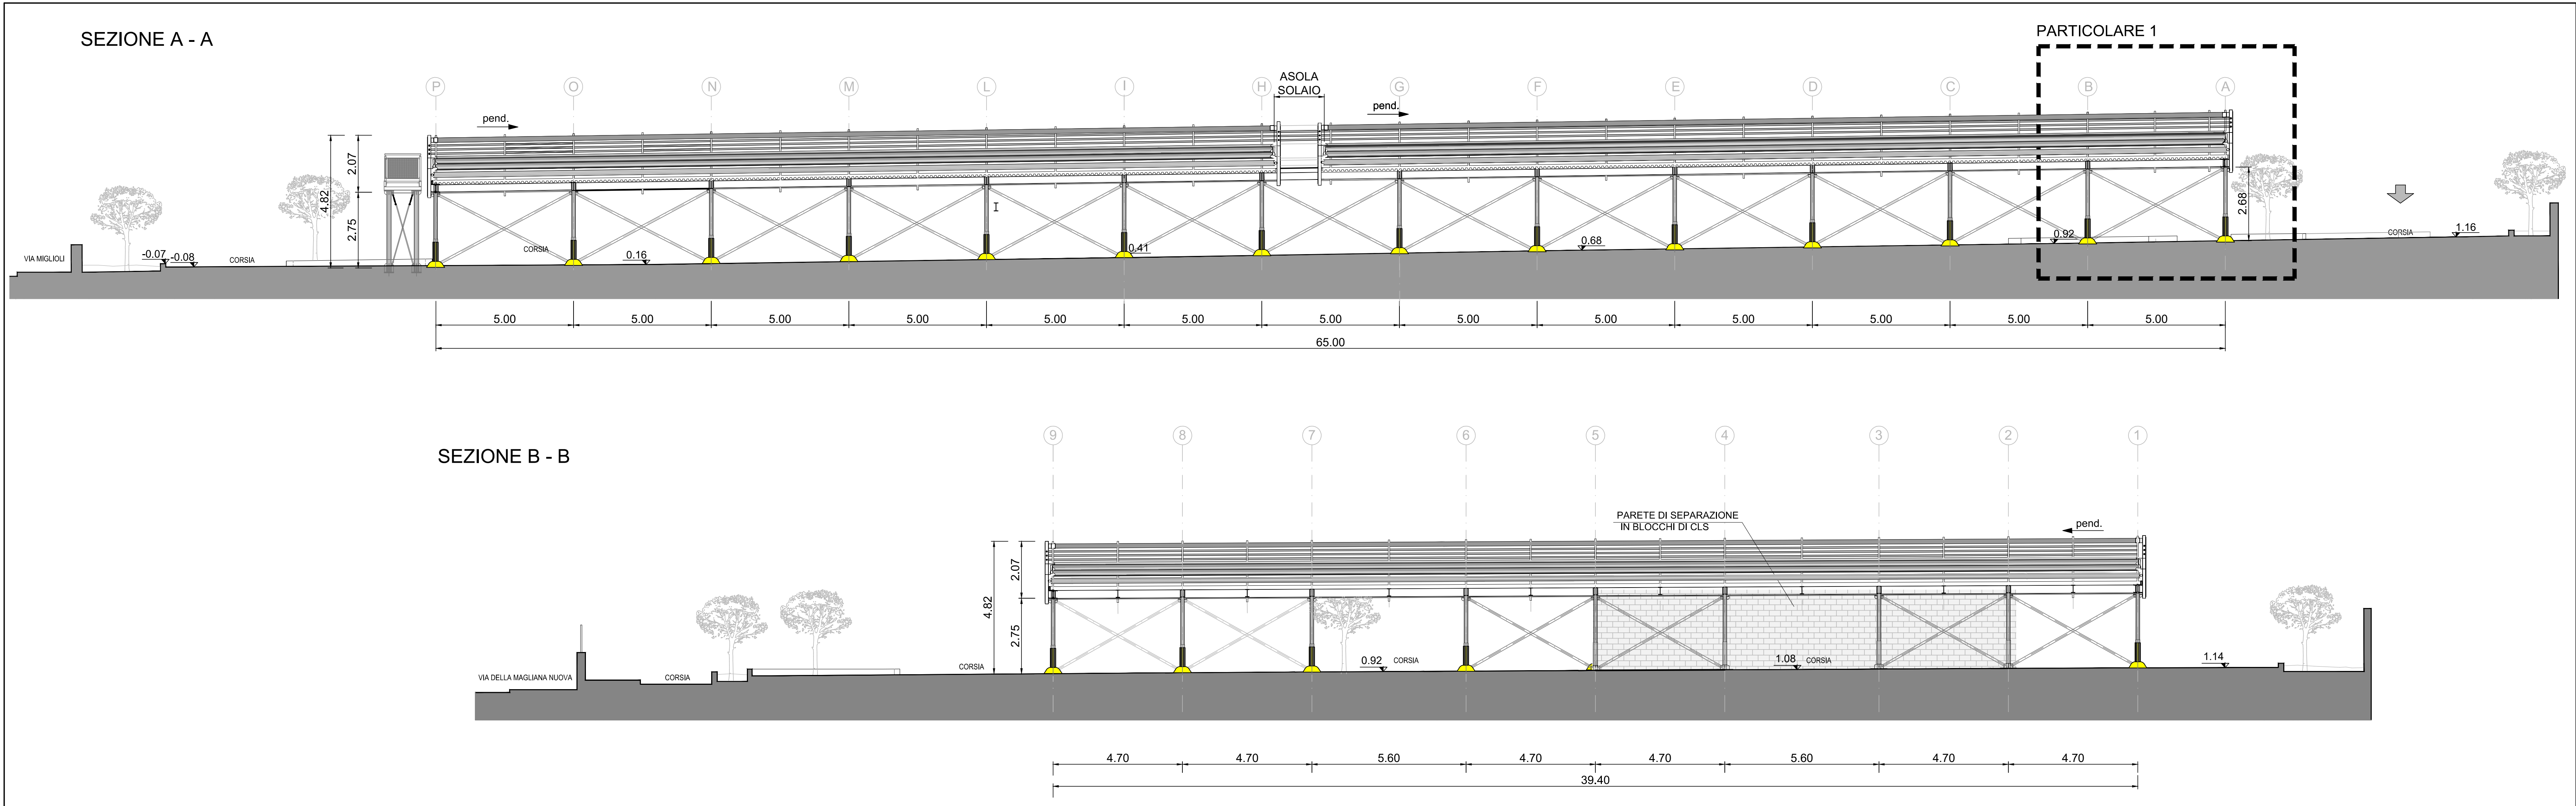 SEZIONE A - A
PARTICOLARE 1
P O N M L I H G F E D C B A
ASOLA
SOLAIO
pend.
pend.
4.82
2.07
2.75
2.68
VIA MIGLIOLI
-0.07
-0.08
CORSIA
CORSIA
0.16
0.41
0.68
0.92
CORSIA
1.16
5.00 5.00 5.00 5.00 5.00 5.00 5.00 5.00 5.00 5.00 5.00 5.00 5.00
65.00
SEZIONE B - B
9 8 7 6 5 4 3 2 1
PARETE DI SEPARAZIONE
IN BLOCCHI DI CLS
pend.
4.82
2.07
2.75
VIA DELLA MAGLIANA NUOVA
CORSIA
CORSIA
0.92
CORSIA
1.08
CORSIA
1.14
4.70 4.70 5.60 4.70 4.70 5.60 4.70 4.70
39.40